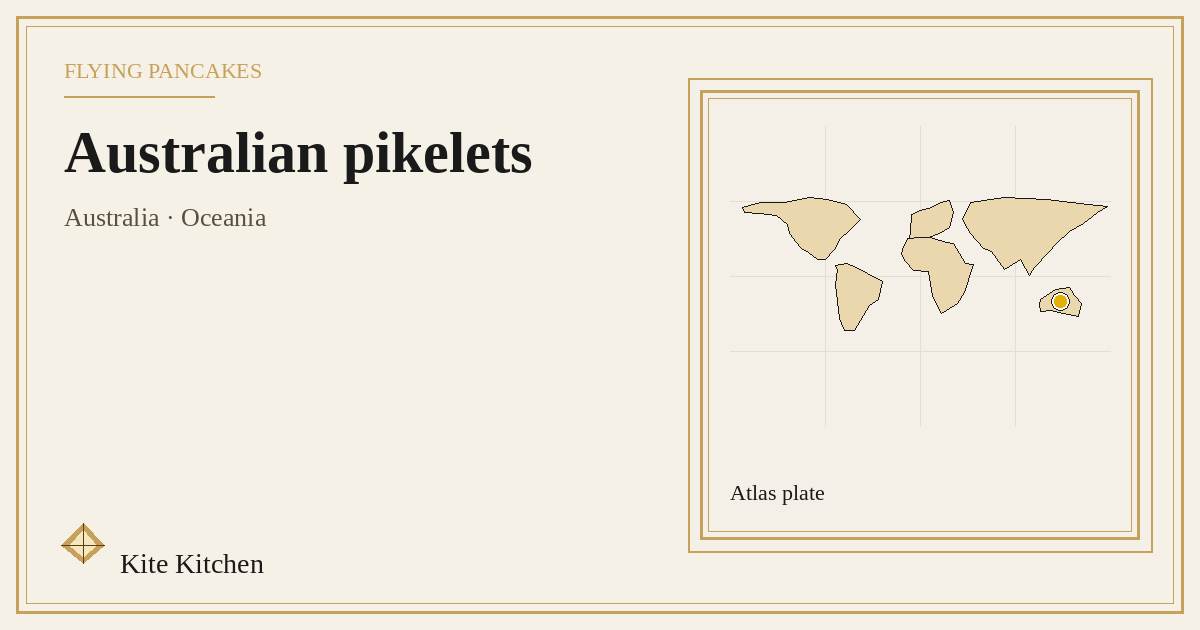 FLYING PANCAKES
Australian pikelets
Australia · Oceania
Atlas plate
Kite Kitchen